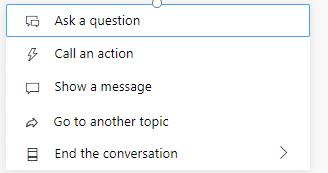 Ask a question
Call an action
Show a message
Go to another topic
End the conversation